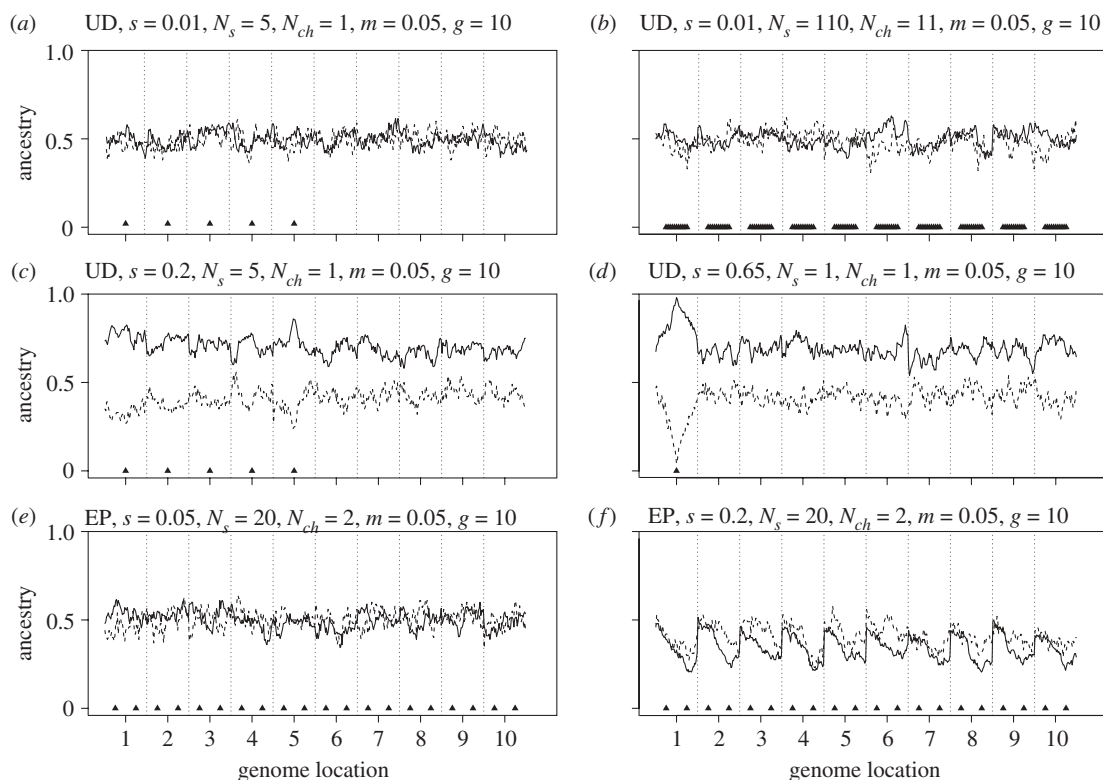 (a) UD, s = 0.01, N_s = 5, N_ch = 1, m = 0.05, g = 10
(b) UD, s = 0.01, N_s = 110, N_ch = 11, m = 0.05, g = 10
1.0
ancestry
0.5
0
(c) UD, s = 0.2, N_s = 5, N_ch = 1, m = 0.05, g = 10
(d) UD, s = 0.65, N_s = 1, N_ch = 1, m = 0.05, g = 10
1.0
ancestry
0.5
0
(e) EP, s = 0.05, N_s = 20, N_ch = 2, m = 0.05, g = 10
(f) EP, s = 0.2, N_s = 20, N_ch = 2, m = 0.05, g = 10
1.0
ancestry
0.5
0
1 2 3 4 5 6 7 8 9 10
1 2 3 4 5 6 7 8 9 10
genome location
genome location